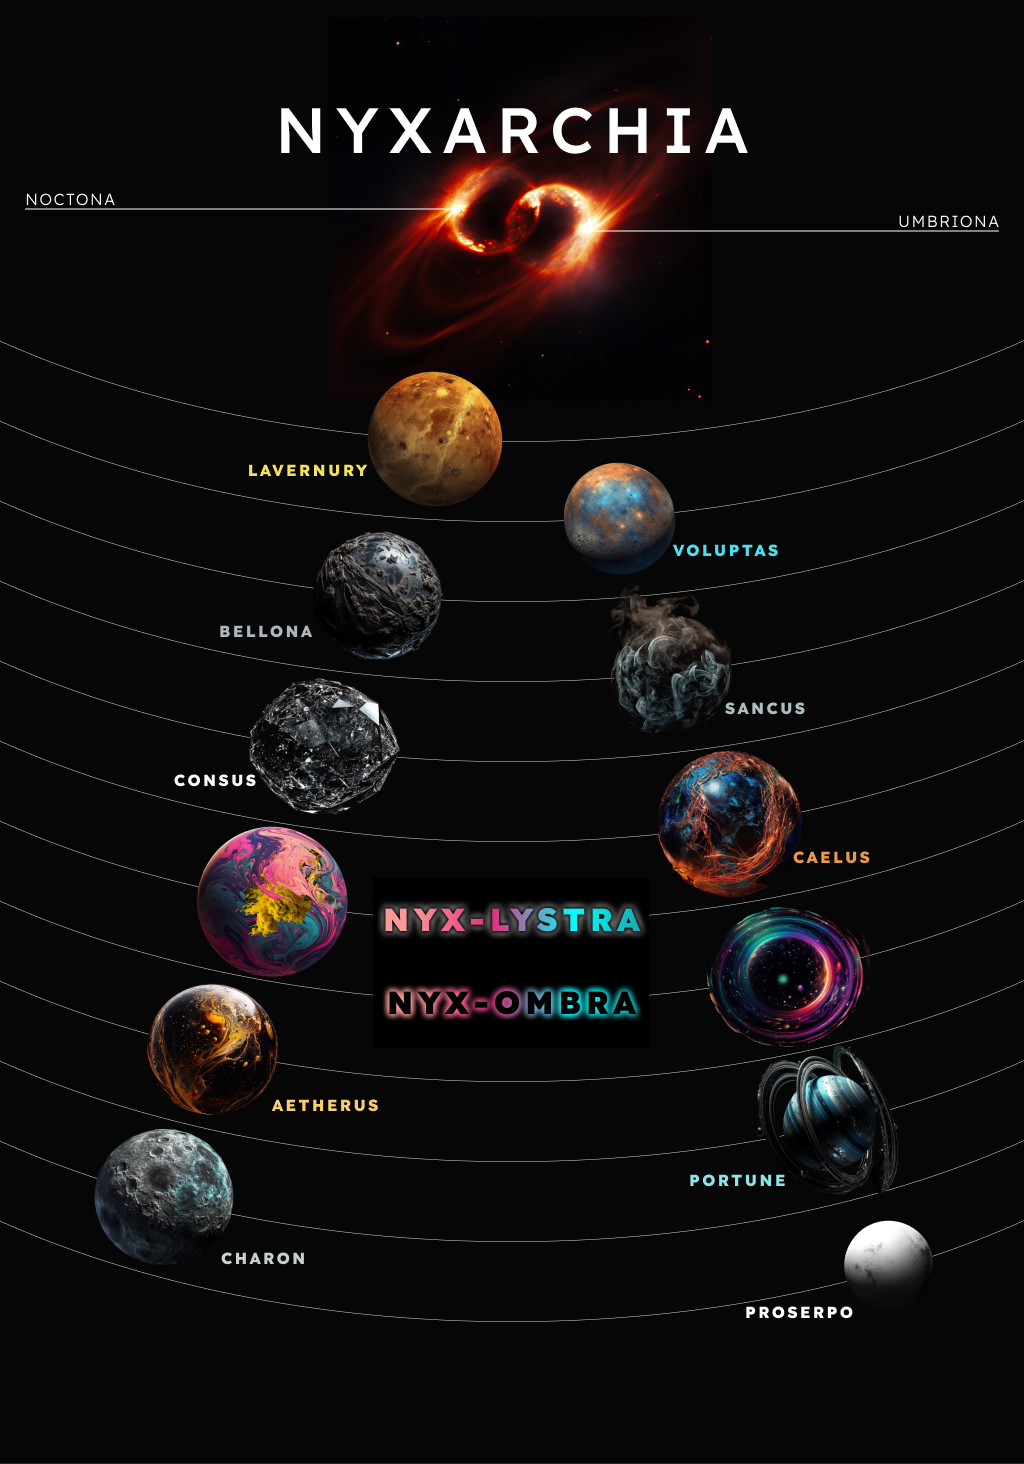 NYXARCHIA
NOCTONA
UMBRIONA
LAVERNURY
VOLUPTAS
BELLONA
SANCUS
CONSUS
CAELUS
NYX-LYSTRA
NYX-OMBRA
AETHERUS
PORTUNE
CHARON
PROSERPO